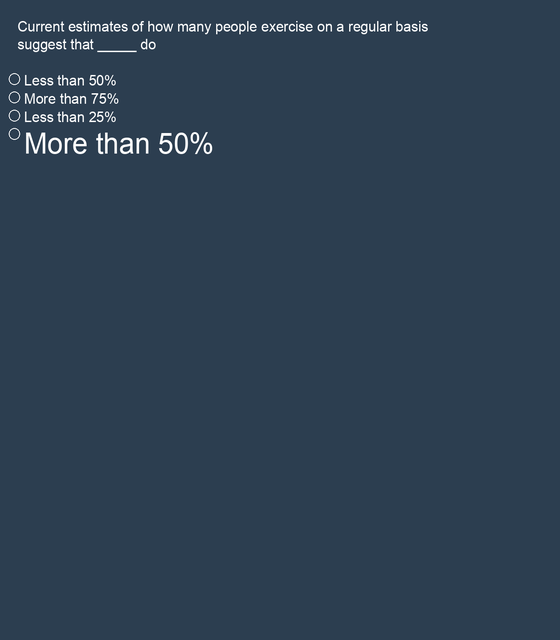 Current estimates of how many people exercise on a regular basis
suggest that _____ do
Less than 50%
More than 75%
Less than 25%
More than 50%